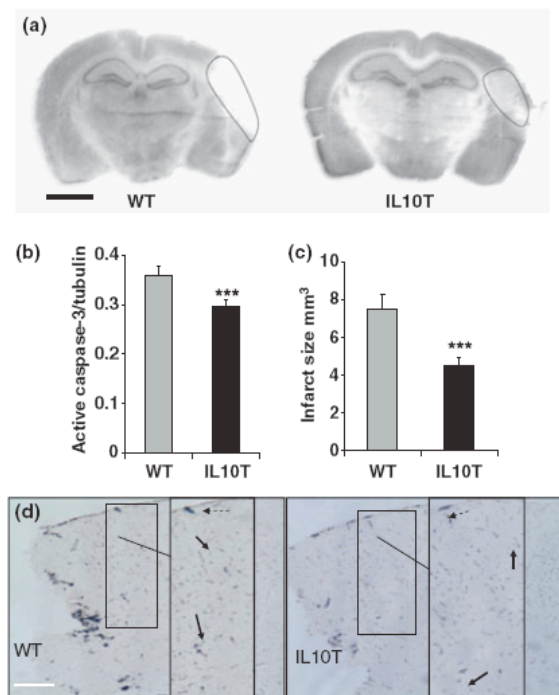 (a)
WT
IL10T
(b)
Active caspase-3/tubulin
0.4
0.3
0.2
0.1
0
***
WT
IL10T
(c)
Infarct size mm³
10
8
6
4
2
0
***
WT
IL10T
(d)
WT
IL10T